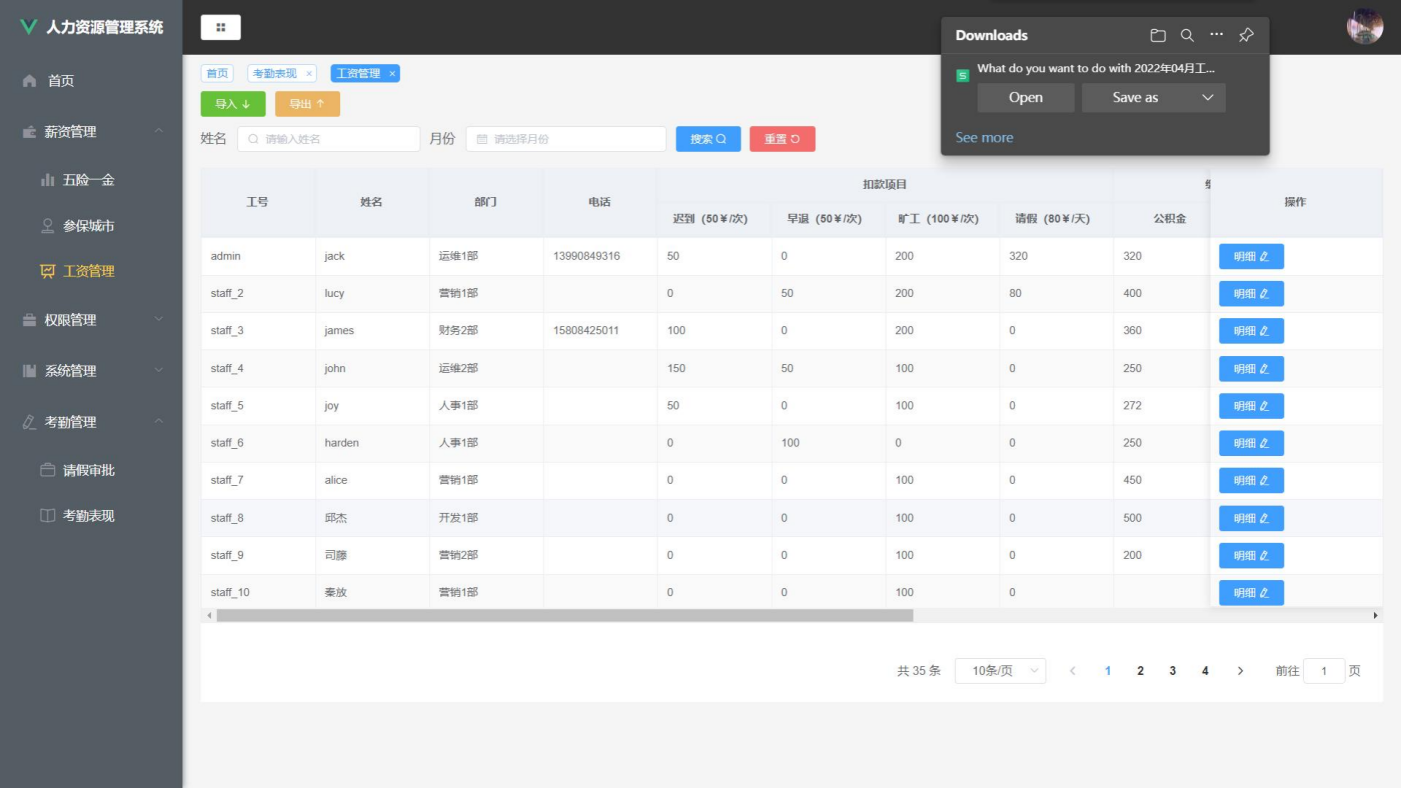 人力资源管理系统
首页
薪资管理
五险一金
参保城市
工资管理
权限管理
系统管理
考勤管理
请假审批
考勤表现
Downloads
What do you want to do with 2022年04月工...
Open Save as
See more
首页 考勤表现 × 工资管理 ×
导入 ↓ 导出 ↑
姓名 请输入姓名 月份 请选择月份 搜索 重置
工号 姓名 部门 电话 扣款项目 操作
迟到（50￥/次） 早退（50￥/次） 旷工（100￥/次） 请假（80￥/天） 公积金
admin jack 运维1部 13990849316 50 0 200 320 320 明细
staff_2 lucy 营销1部 0 50 200 80 400 明细
staff_3 james 财务2部 15808425011 100 0 200 0 360 明细
staff_4 john 运维2部 150 50 100 0 250 明细
staff_5 joy 人事1部 50 0 100 0 272 明细
staff_6 harden 人事1部 0 100 0 0 250 明细
staff_7 alice 营销1部 0 0 100 0 450 明细
staff_8 邱杰 开发1部 0 0 100 0 500 明细
staff_9 司藤 营销2部 0 0 100 0 200 明细
staff_10 秦放 营销1部 0 0 100 0 明细
共 35 条 10条/页 < 1 2 3 4 > 前往 1 页